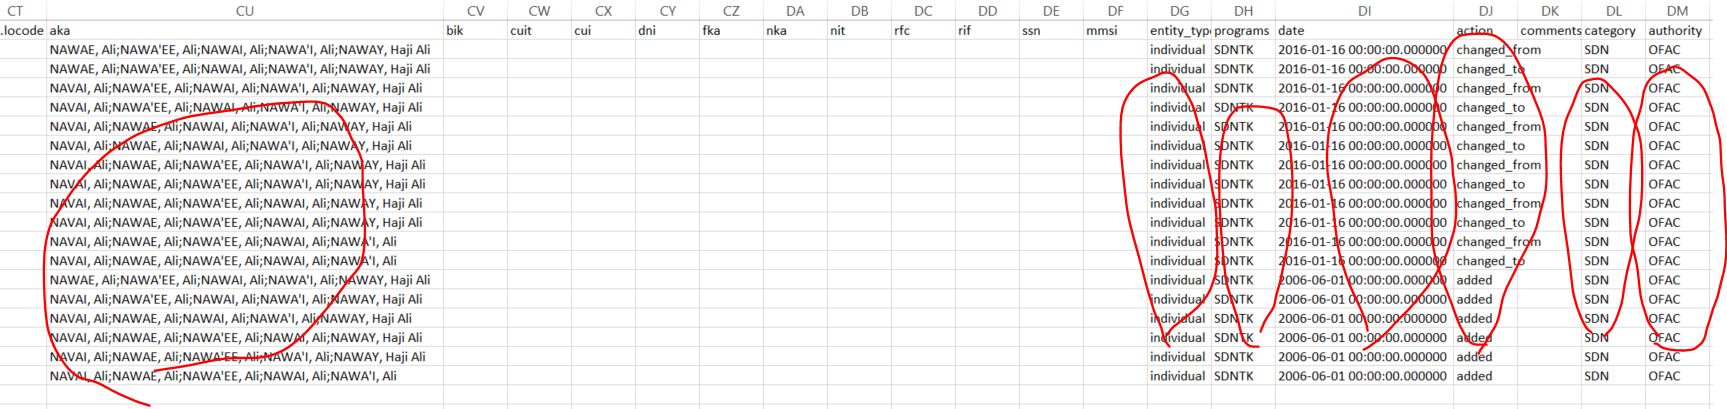 CT CU CV CW CX CY CZ DA DB DC DD DE DF DG DH DI DJ DK DL DM
.locode aka bik cuit cui dni fka nka nit rfc rif ssn mmsi entity_type programs date action comments category authority
NAWAE, Ali;NAWA'EE, Ali;NAWAI, Ali;NAWA'I, Ali;NAWAY, Haji Ali individual SDNTK 2016-01-16 00:00:00.000000 changed_from SDN OFAC
NAWAE, Ali;NAWA'EE, Ali;NAWAI, Ali;NAWA'I, Ali;NAWAY, Haji Ali individual SDNTK 2016-01-16 00:00:00.000000 changed_to SDN OFAC
NAVAI, Ali;NAWA'EE, Ali;NAWAI, Ali;NAWA'I, Ali;NAWAY, Haji Ali individual SDNTK 2016-01-16 00:00:00.000000 changed_from SDN OFAC
NAVAI, Ali;NAWA'EE, Ali;NAWAI, Ali;NAWA'I, Ali;NAWAY, Haji Ali individual SDNTK 2016-01-16 00:00:00.000000 changed_to SDN OFAC
NAVAI, Ali;NAWAE, Ali;NAWAI, Ali;NAWA'I, Ali;NAWAY, Haji Ali individual SDNTK 2016-01-16 00:00:00.000000 changed_from SDN OFAC
NAVAI, Ali;NAWAE, Ali;NAWAI, Ali;NAWA'I, Ali;NAWAY, Haji Ali individual SDNTK 2016-01-16 00:00:00.000000 changed_to SDN OFAC
NAVAI, Ali;NAWAE, Ali;NAWA'EE, Ali;NAWA'I, Ali;NAWAY, Haji Ali individual SDNTK 2016-01-16 00:00:00.000000 changed_from SDN OFAC
NAVAI, Ali;NAWAE, Ali;NAWA'EE, Ali;NAWA'I, Ali;NAWAY, Haji Ali individual SDNTK 2016-01-16 00:00:00.000000 changed_to SDN OFAC
NAVAI, Ali;NAWAE, Ali;NAWA'EE, Ali;NAWAI, Ali;NAWAY, Haji Ali individual SDNTK 2016-01-16 00:00:00.000000 changed_from SDN OFAC
NAVAI, Ali;NAWAE, Ali;NAWA'EE, Ali;NAWAI, Ali;NAWAY, Haji Ali individual SDNTK 2016-01-16 00:00:00.000000 changed_to SDN OFAC
NAVAI, Ali;NAWAE, Ali;NAWA'EE, Ali;NAWAI, Ali;NAWA'I, Ali individual SDNTK 2016-01-16 00:00:00.000000 changed_from SDN OFAC
NAVAI, Ali;NAWAE, Ali;NAWA'EE, Ali;NAWAI, Ali;NAWA'I, Ali individual SDNTK 2016-01-16 00:00:00.000000 changed_to SDN OFAC
NAWAE, Ali;NAWA'EE, Ali;NAWAI, Ali;NAWA'I, Ali;NAWAY, Haji Ali individual SDNTK 2006-06-01 00:00:00.000000 added SDN OFAC
NAVAI, Ali;NAWA'EE, Ali;NAWAI, Ali;NAWA'I, Ali;NAWAY, Haji Ali individual SDNTK 2006-06-01 00:00:00.000000 added SDN OFAC
NAVAI, Ali;NAWAE, Ali;NAWAI, Ali;NAWA'I, Ali;NAWAY, Haji Ali individual SDNTK 2006-06-01 00:00:00.000000 added SDN OFAC
NAVAI, Ali;NAWAE, Ali;NAWA'EE, Ali;NAWAI, Ali;NAWAY, Haji Ali individual SDNTK 2006-06-01 00:00:00.000000 added SDN OFAC
NAVAI, Ali;NAWAE, Ali;NAWA'EE, Ali;NAWA'I, Ali;NAWAY, Haji Ali individual SDNTK 2006-06-01 00:00:00.000000 added SDN OFAC
NAVAI, Ali;NAWAE, Ali;NAWA'EE, Ali;NAWAI, Ali;NAWA'I, Ali individual SDNTK 2006-06-01 00:00:00.000000 added SDN OFAC